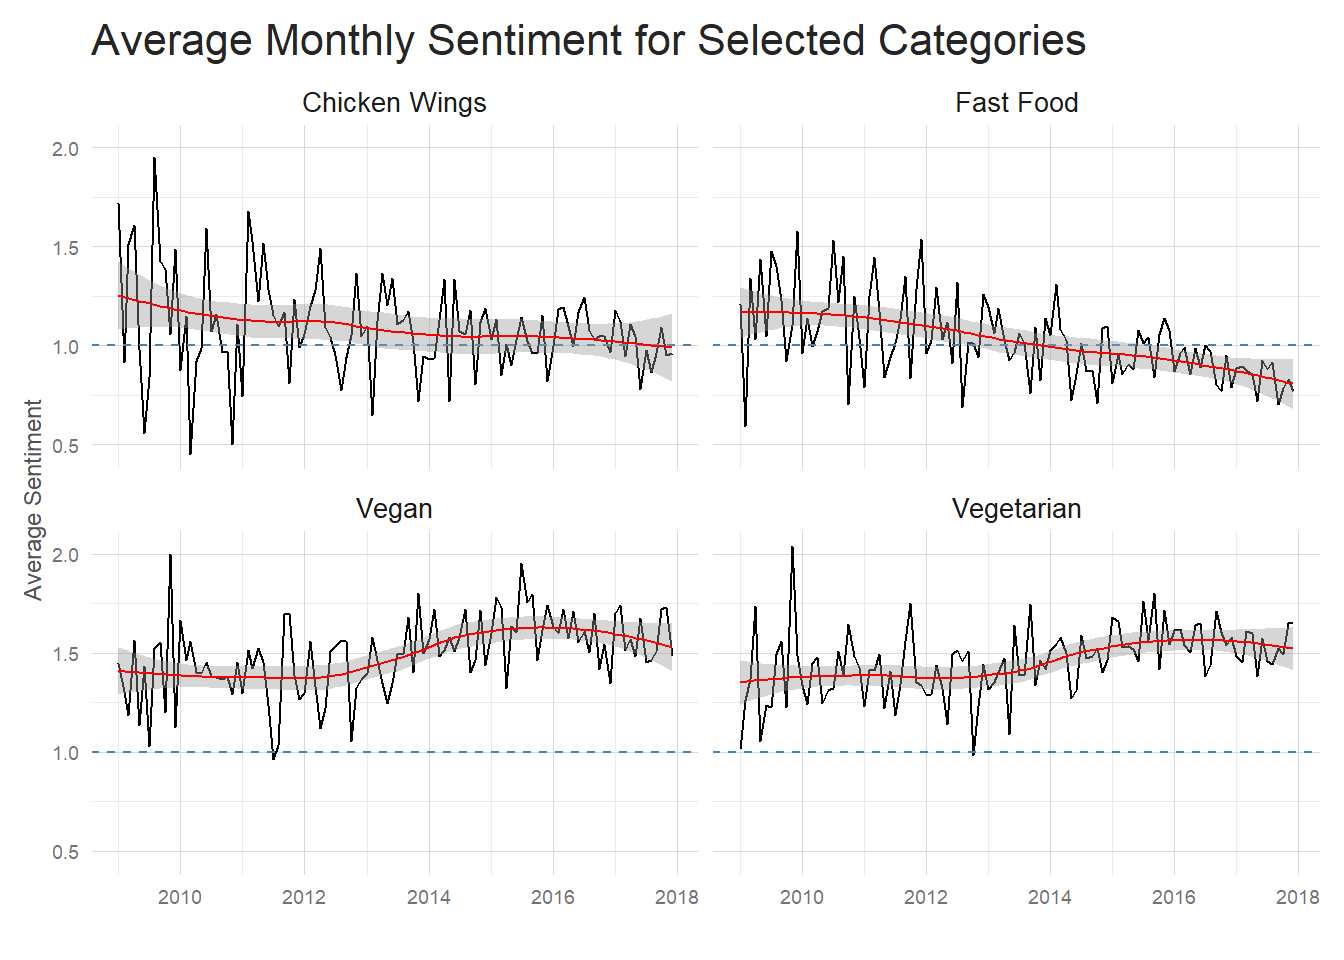 Average Monthly Sentiment for Selected Categories
Chicken Wings
Fast Food
2.0
1.5
1.0
0.5
Average Sentiment
Vegan
Vegetarian
2.0
1.5
1.0
0.5
2010 2012 2014 2016 2018
2010 2012 2014 2016 2018